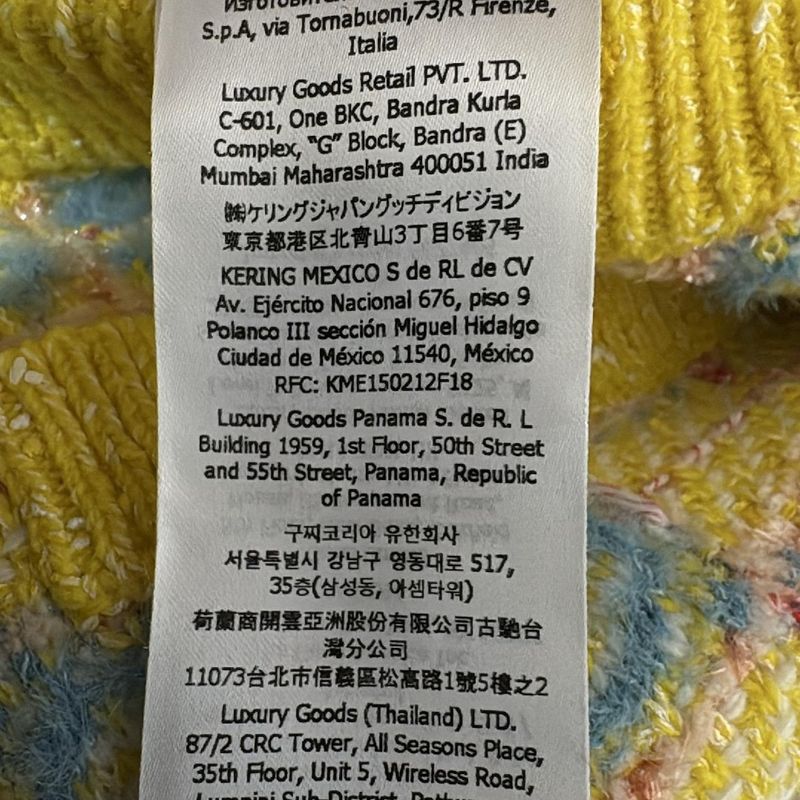 Изготовитель
S.p.A, via Tornabuoni,73/R Firenze,
Italia
Luxury Goods Retail PVT. LTD.
C-601, One BKC, Bandra Kurla
Complex, "G" Block, Bandra (E)
Mumbai Maharashtra 400051 India
㈱ケリングジャパングッチディビジョン
東京都港区北青山3丁目6番7号
KERING MEXICO S de RL de CV
Av. Ejército Nacional 676, piso 9
Polanco III sección Miguel Hidalgo
Ciudad de México 11540, México
RFC: KME150212F18
Luxury Goods Panama S. de R. L
Building 1959, 1st Floor, 50th Street
and 55th Street, Panama, Republic
of Panama
구찌코리아 유한회사
서울특별시 강남구 영동대로 517,
35층(삼성동, 아셈타워)
荷蘭商開雲亞洲股份有限公司古馳台
灣分公司
11073台北市信義區松高路1號5樓之2
Luxury Goods (Thailand) LTD.
87/2 CRC Tower, All Seasons Place,
35th Floor, Unit 5, Wireless Road,
Lumpini Sub-District,